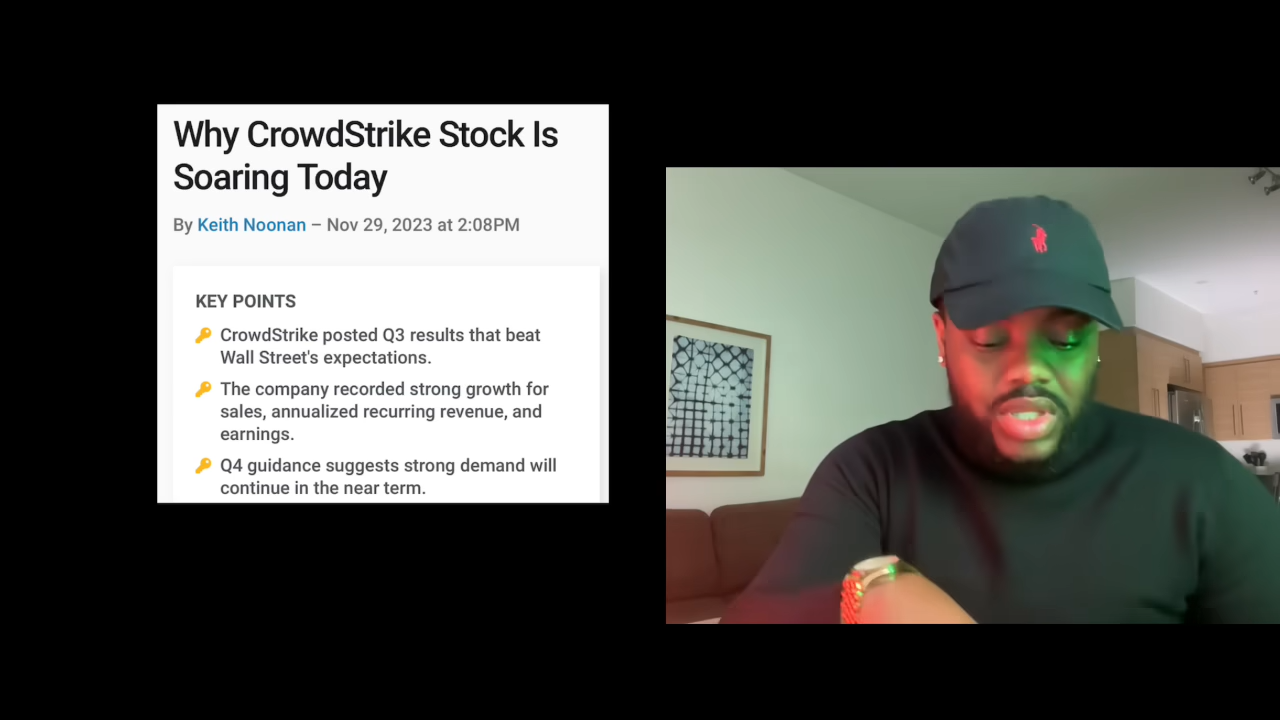 Why CrowdStrike Stock Is
Soaring Today
By Keith Noonan – Nov 29, 2023 at 2:08PM
KEY POINTS
CrowdStrike posted Q3 results that beat
Wall Street's expectations.
The company recorded strong growth for
sales, annualized recurring revenue, and
earnings.
Q4 guidance suggests strong demand will
continue in the near term.